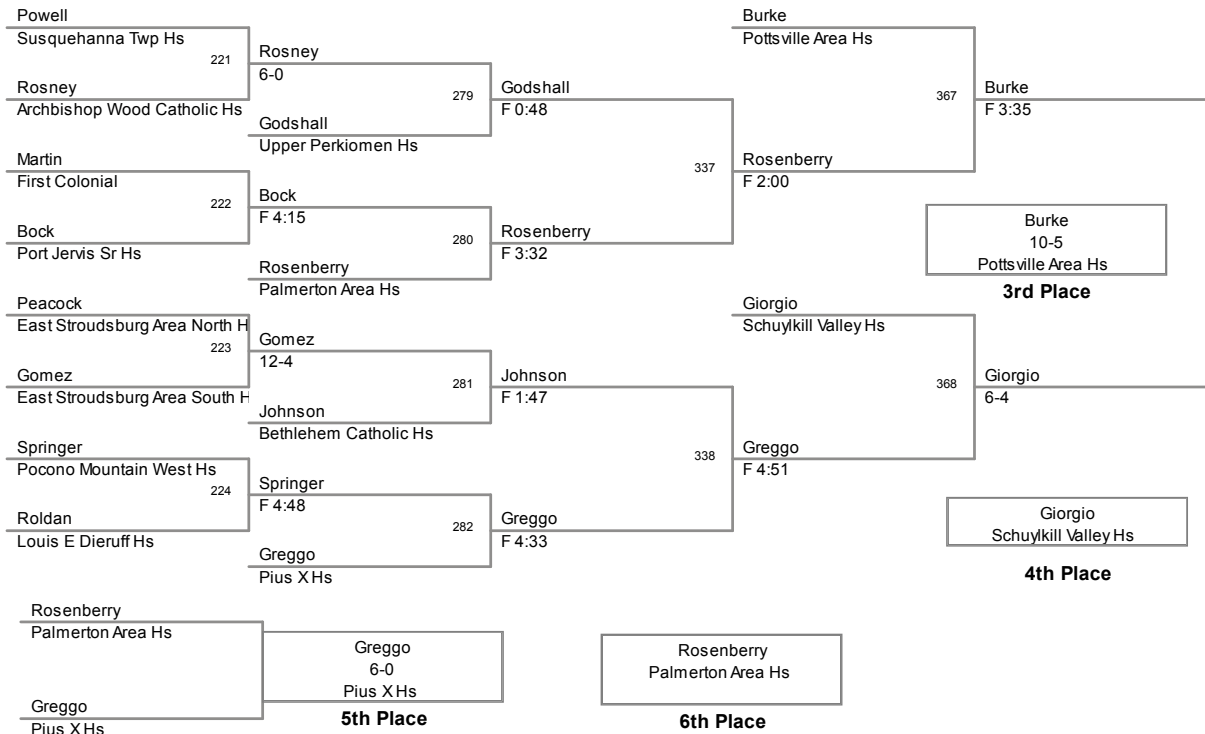 Powell
Susquehanna Twp Hs
221
Rosney
Archbishop Wood Catholic Hs
Martin
First Colonial
222
Bock
Port Jervis Sr Hs
Peacock
East Stroudsburg Area North H
223
Gomez
East Stroudsburg Area South H
Springer
Pocono Mountain West Hs
224
Roldan
Louis E Dieruff Hs
Rosney
6-0
279
Godshall
Upper Perkiomen Hs
Bock
F 4:15
280
Rosenberry
Palmerton Area Hs
Gomez
12-4
281
Johnson
Bethlehem Catholic Hs
Springer
F 4:48
282
Greggo
Pius X Hs
Godshall
F 0:48
337
Rosenberry
F 3:32
Johnson
F 1:47
338
Greggo
F 4:33
Burke
Pottsville Area Hs
367
Rosenberry
F 2:00
Giorgio
Schuylkill Valley Hs
368
Greggo
F 4:51
Burke
F 3:35
Burke
10-5
Pottsville Area Hs
3rd Place
Giorgio
6-4
Giorgio
Schuylkill Valley Hs
4th Place
Rosenberry
Palmerton Area Hs
Greggo
Pius X Hs
Greggo
6-0
Pius X Hs
5th Place
Rosenberry
Palmerton Area Hs
6th Place